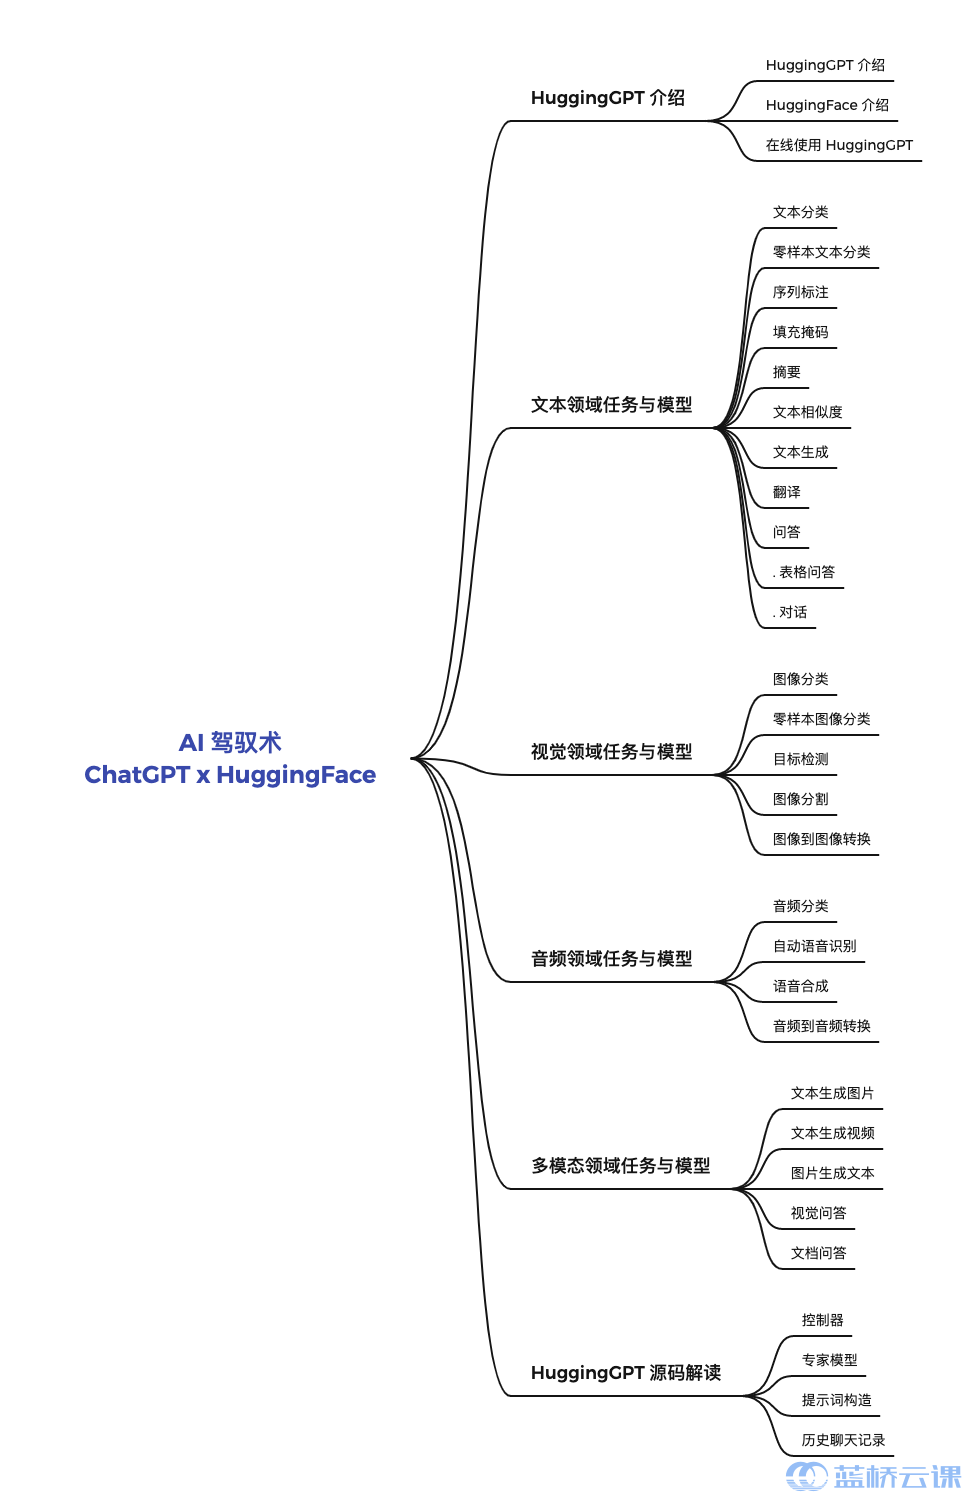 AI 驾驭术
ChatGPT x HuggingFace
HuggingGPT 介绍
HuggingGPT 介绍
HuggingFace 介绍
在线使用 HuggingGPT
文本领域任务与模型
文本分类
零样本文本分类
序列标注
填充掩码
摘要
文本相似度
文本生成
翻译
问答
. 表格问答
. 对话
视觉领域任务与模型
图像分类
零样本图像分类
目标检测
图像分割
图像到图像转换
音频领域任务与模型
音频分类
自动语音识别
语音合成
音频到音频转换
多模态领域任务与模型
文本生成图片
文本生成视频
图片生成文本
视觉问答
文档问答
HuggingGPT 源码解读
控制器
专家模型
提示词构造
历史聊天记录
蓝桥云课